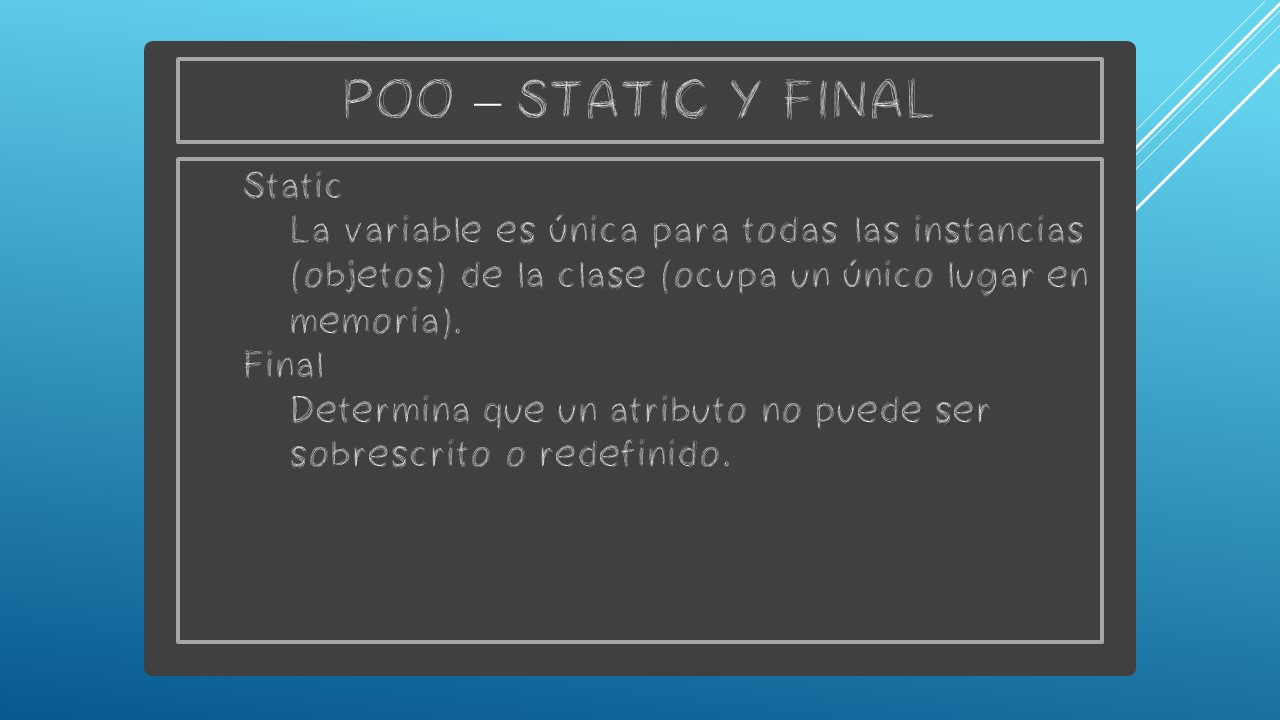 POO – STATIC Y FINAL
Static
La variable es única para todas las instancias
(objetos) de la clase (ocupa un único lugar en
memoria).
Final
Determina que un atributo no puede ser
sobrescrito o redefinido.